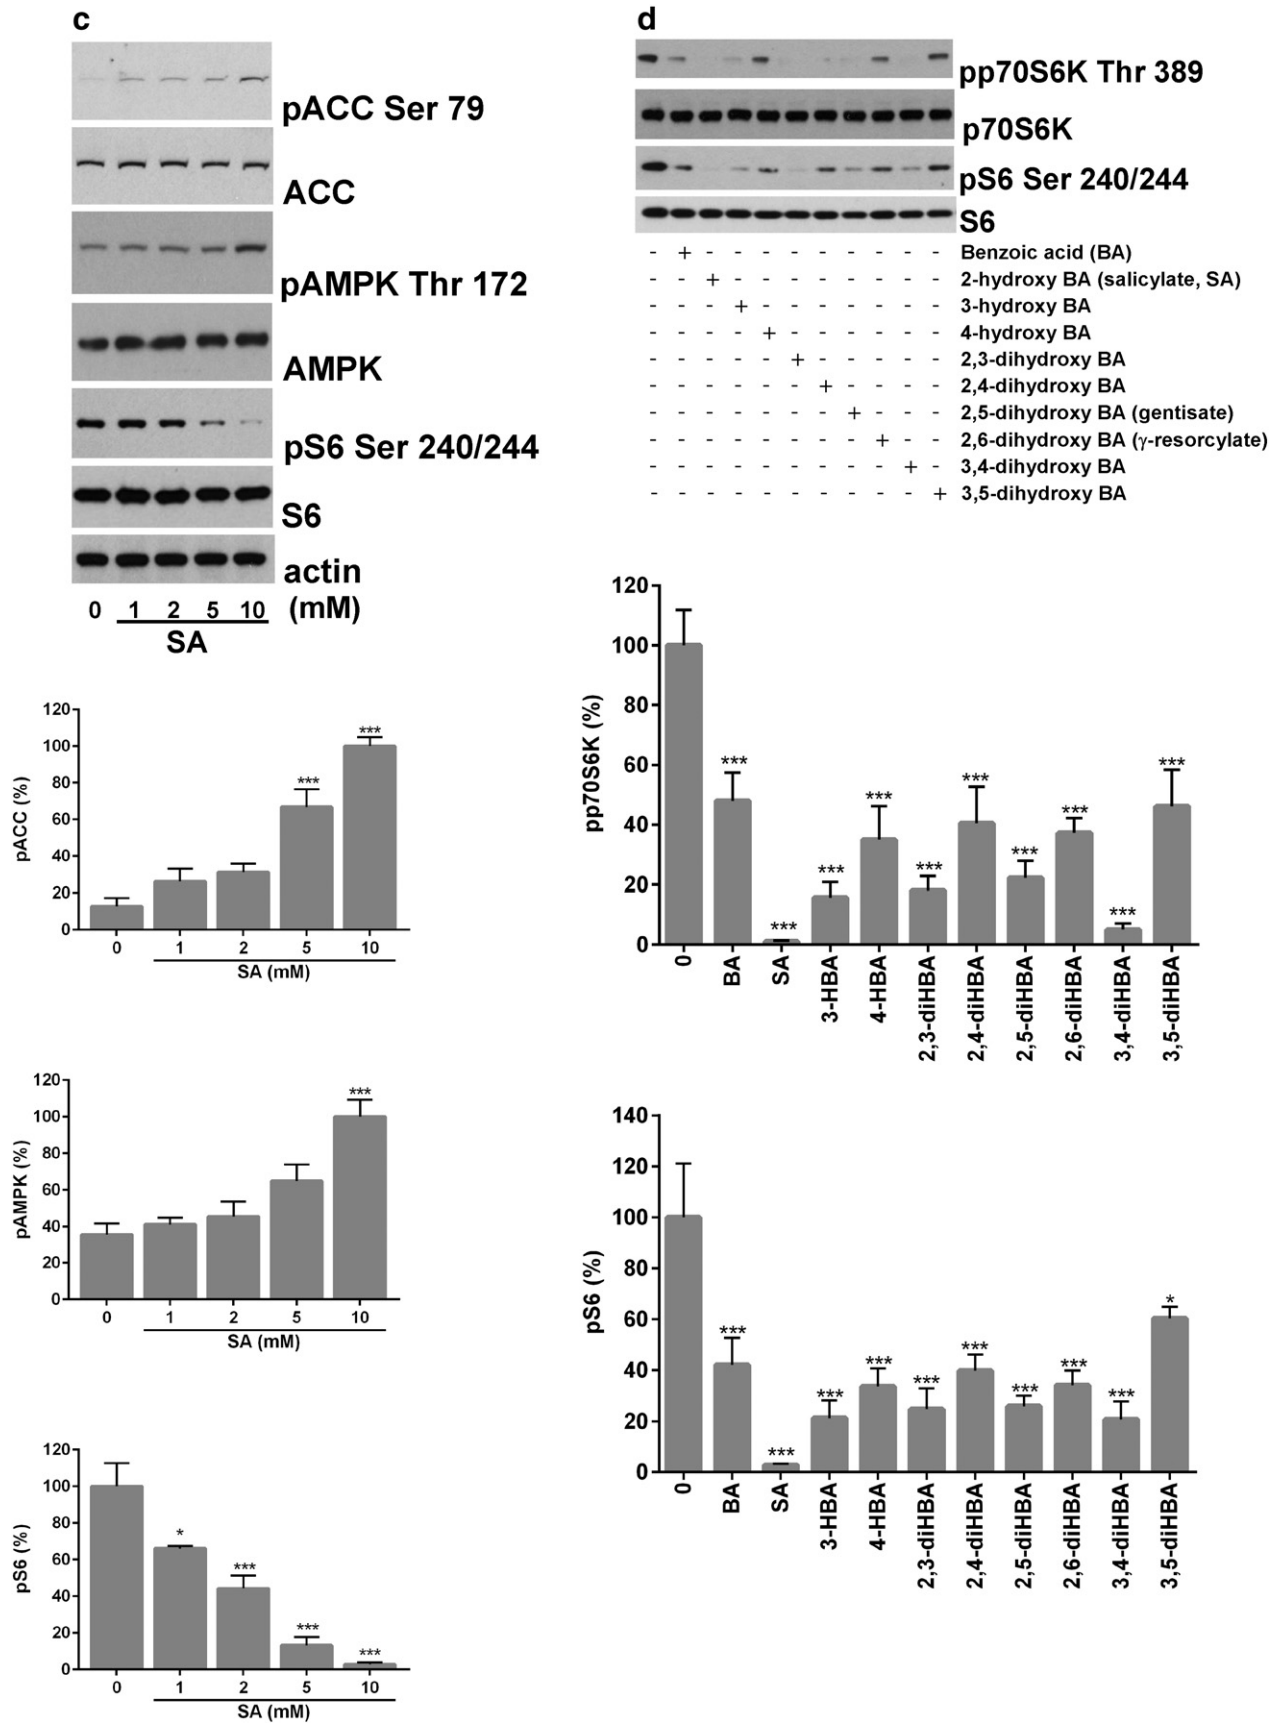 c
pACC Ser 79
ACC
pAMPK Thr 172
AMPK
pS6 Ser 240/244
S6
actin
0 1 2 5 10 (mM)
SA
120
100
80
60
40
20
0
pACC (%)
***
***
0 1 2 5 10
SA (mM)
120
100
80
60
40
20
0
pAMPK (%)
***
0 1 2 5 10
SA (mM)
120
100
80
60
40
20
0
pS6 (%)
*
***
***
***
0 1 2 5 10
SA (mM)
d
pp70S6K Thr 389
p70S6K
pS6 Ser 240/244
S6
- + - - - - - - - - - Benzoic acid (BA)
- - + - - - - - - - - 2-hydroxy BA (salicylate, SA)
- - - + - - - - - - - 3-hydroxy BA
- - - - + - - - - - - 4-hydroxy BA
- - - - - + - - - - - 2,3-dihydroxy BA
- - - - - - + - - - - 2,4-dihydroxy BA
- - - - - - - + - - - 2,5-dihydroxy BA (gentisate)
- - - - - - - - + - - 2,6-dihydroxy BA (γ-resorcylate)
- - - - - - - - - + - 3,4-dihydroxy BA
- - - - - - - - - - + 3,5-dihydroxy BA
120
100
80
60
40
20
0
pp70S6K (%)
*** *** *** *** *** *** *** *** *** ***
0 BA SA 3-HBA 4-HBA 2,3-diHBA 2,4-diHBA 2,5-diHBA 2,6-diHBA 3,4-diHBA 3,5-diHBA
140
120
100
80
60
40
20
0
pS6 (%)
*** *** *** *** *** *** *** *** *** *
0 BA SA 3-HBA 4-HBA 2,3-diHBA 2,4-diHBA 2,5-diHBA 2,6-diHBA 3,4-diHBA 3,5-diHBA